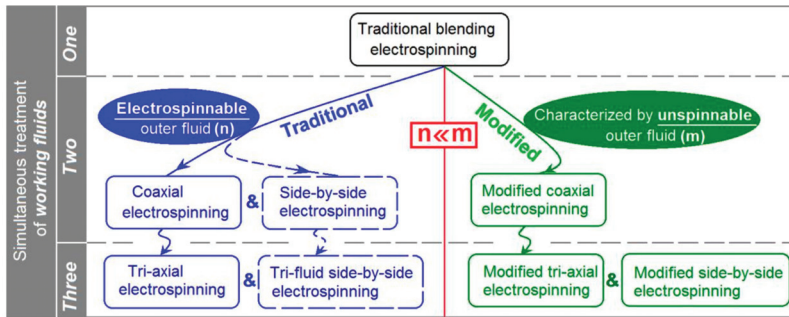 Simultaneous treatment
of working fluids
One
Traditional blending
electrospinning
Two
Electrospinnable
outer fluid (n)
Traditional
n≪m
Modified
Characterized by unspinnable
outer fluid (m)
Coaxial
electrospinning
&
Side-by-side
electrospinning
Modified coaxial
electrospinning
Three
Tri-axial
electrospinning
&
Tri-fluid side-by-side
electrospinning
Modified tri-axial
electrospinning
&
Modified side-by-side
electrospinning